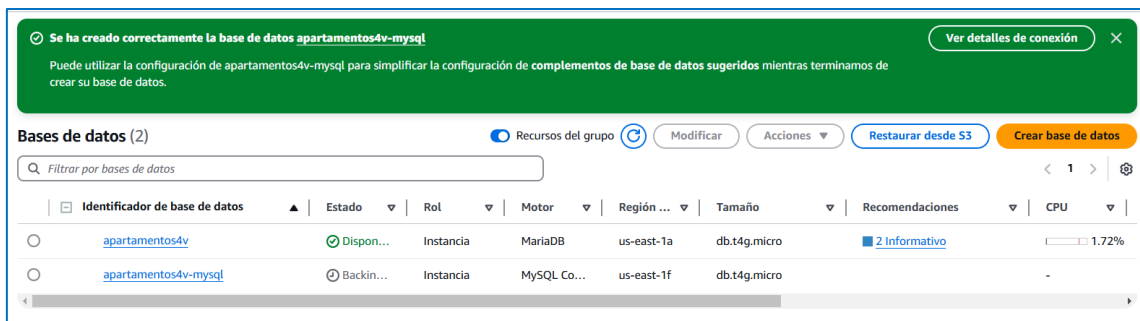 Se ha creado correctamente la base de datos apartamentos4v-mysql
Ver detalles de conexión
Puede utilizar la configuración de apartamentos4v-mysql para simplificar la configuración de complementos de base de datos sugeridos mientras terminamos de
crear su base de datos.
Bases de datos (2)
Recursos del grupo
Modificar
Acciones
Restaurar desde S3
Crear base de datos
Filtrar por bases de datos
1
Identificador de base de datos Estado Rol Motor Región ... Tamaño Recomendaciones CPU
apartamentos4v Dispon... Instancia MariaDB us-east-1a db.t4g.micro 2 Informativo 1.72%
apartamentos4v-mysql Backin... Instancia MySQL Co... us-east-1f db.t4g.micro -